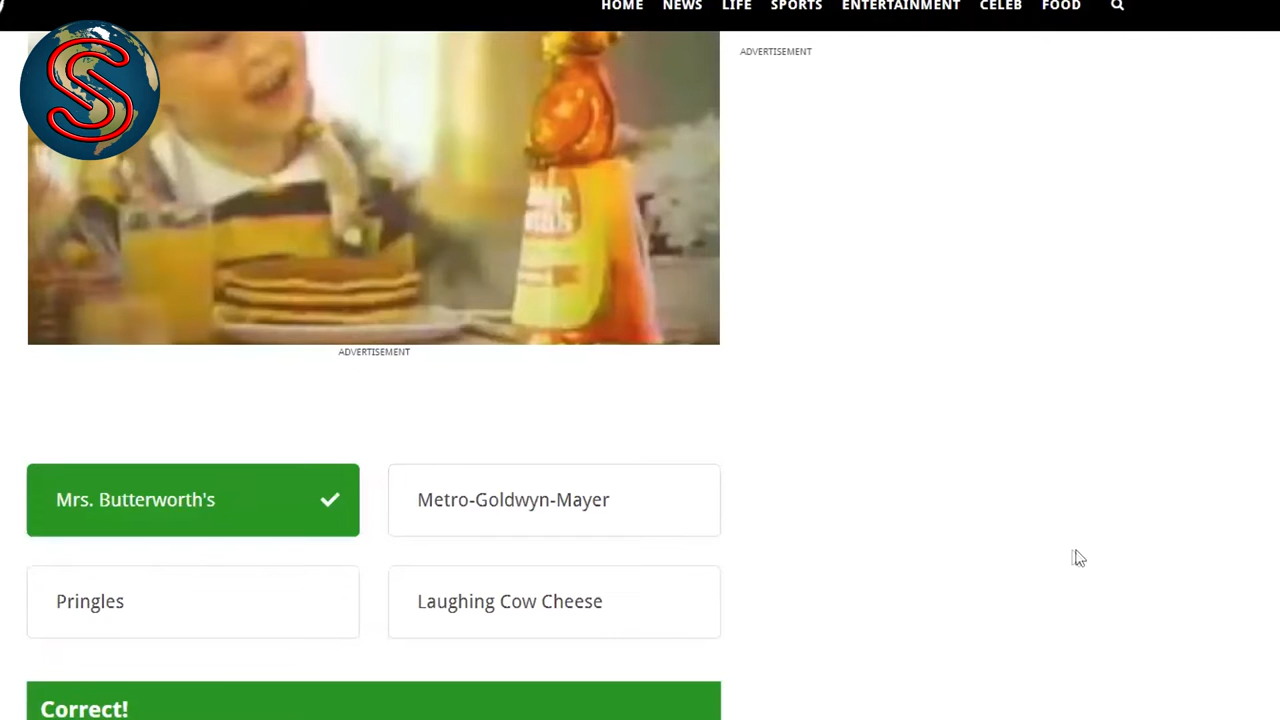 HOME NEWS LIFE SPORTS ENTERTAINMENT CELEB FOOD
S
ADVERTISEMENT
ADVERTISEMENT
Mrs. Butterworth's
Metro-Goldwyn-Mayer
Pringles
Laughing Cow Cheese
Correct!